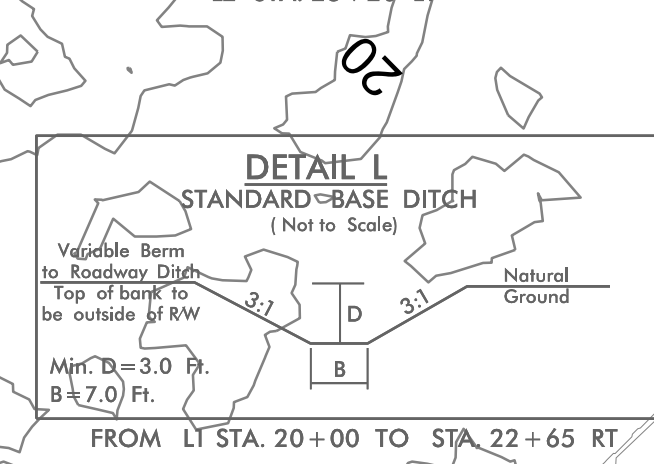 20
DETAIL L
STANDARD BASE DITCH
( Not to Scale)
Variable Berm
to Roadway Ditch
Top of bank to
be outside of R/W
3:1
D
3:1
Natural
Ground
B
Min. D=3.0 Ft.
B=7.0 Ft.
FROM L1 STA. 20+00 TO STA. 22+65 RT